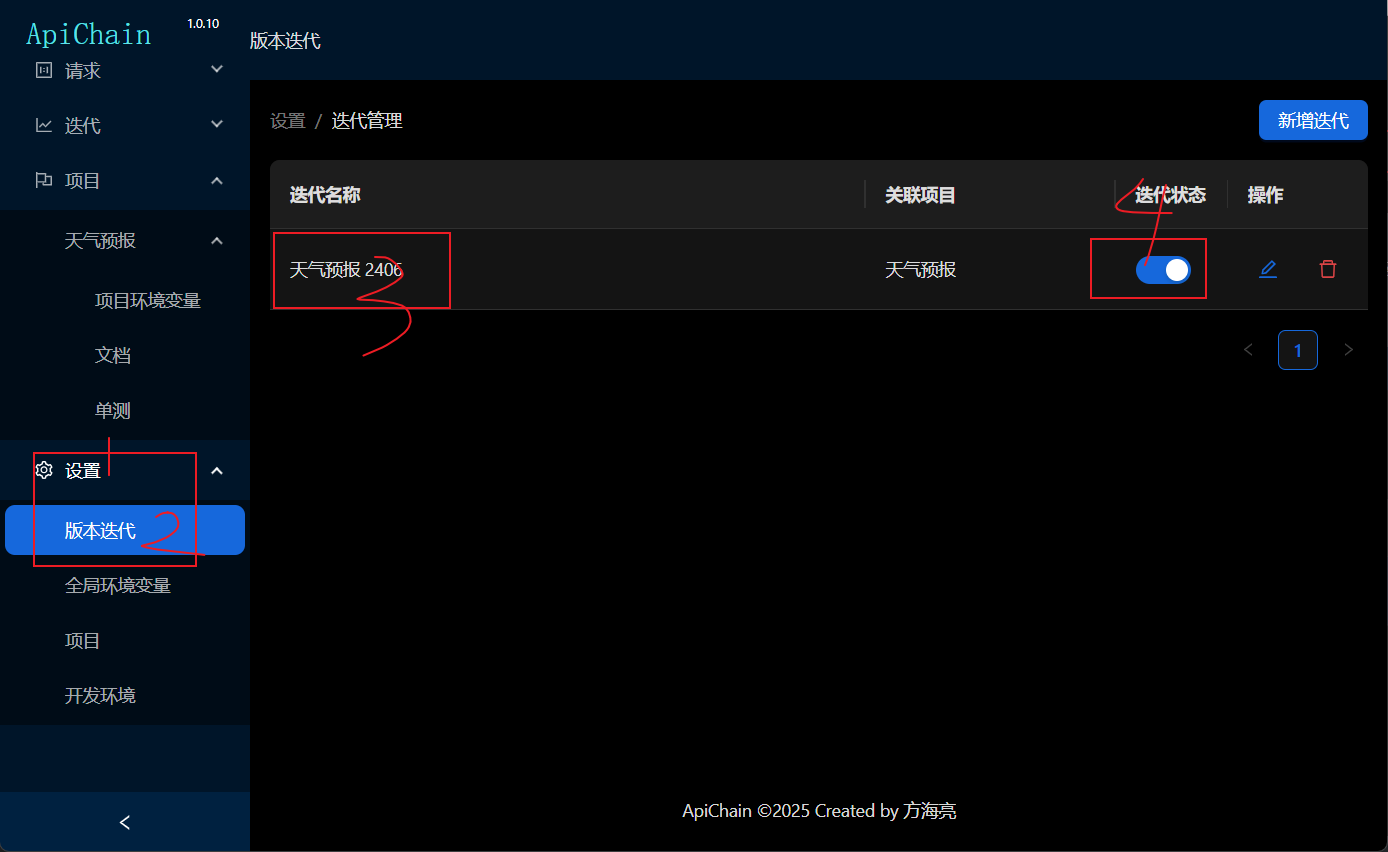 ApiChain 1.0.10
请求
迭代
项目
天气预报
项目环境变量
文档
单测
1
设置
版本迭代 2
全局环境变量
项目
开发环境
版本迭代
设置 / 迭代管理
新增迭代
迭代名称 关联项目 迭代状态 操作
天气预报 2406 天气预报
3
4
1
ApiChain ©2025 Created by 方海亮